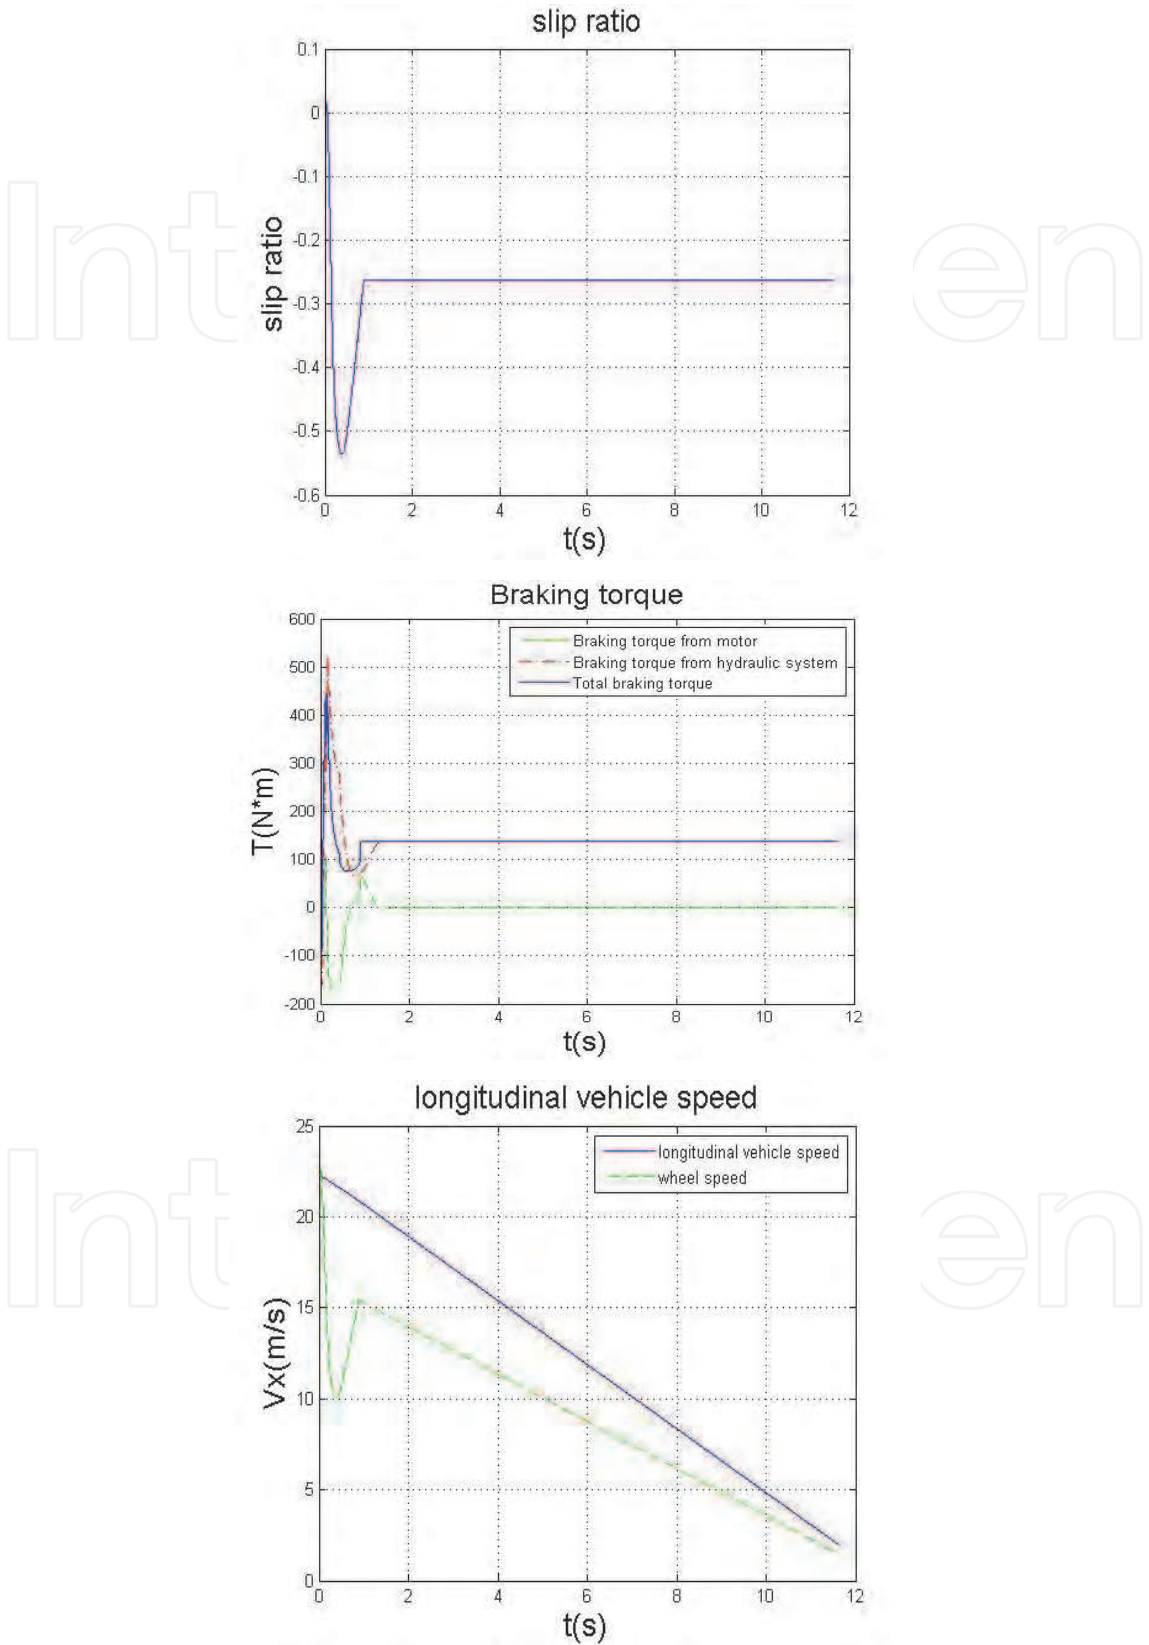 slip ratio
0.1
0
-0.1
-0.2
-0.3
-0.4
-0.5
-0.6
slip ratio
0 2 4 6 8 10 12
t(s)
Braking torque
600
500
400
300
200
100
0
-100
-200
T(N*m)
Braking torque from motor
Braking torque from hydraulic system
Total braking torque
0 2 4 6 8 10 12
t(s)
longitudinal vehicle speed
25
20
15
10
5
0
Vx(m/s)
longitudinal vehicle speed
wheel speed
0 2 4 6 8 10 12
t(s)
Int en
Int en